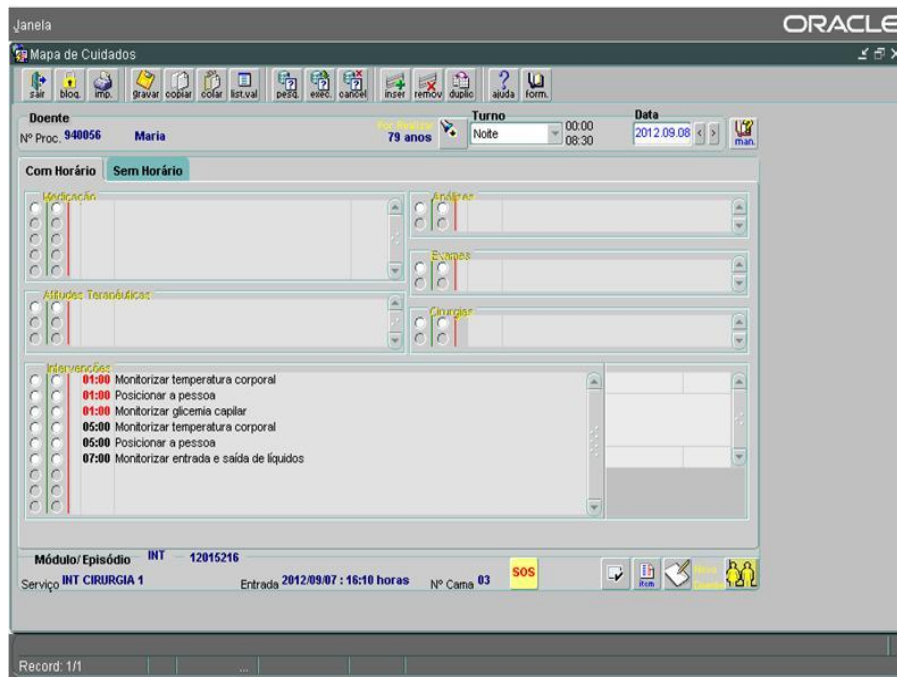 Janela
ORACLE
Mapa de Cuidados
sair bloq. imp. gravar copiar colar list.val pesq. exec. cancel inser remov duplic ajuda form.
Doente
Nº Proc. 940056 Maria
Por Realizar
79 anos
Turno
Noite
00:00
08:30
Data
2012.09.08 < >
man.
Com Horário Sem Horário
Medicação
Análises
Exames
Atitudes Terapêuticas
Cirurgias
Intervenções
01:00 Monitorizar temperatura corporal
01:00 Posicionar a pessoa
01:00 Monitorizar glicemia capilar
05:00 Monitorizar temperatura corporal
05:00 Posicionar a pessoa
07:00 Monitorizar entrada e saída de líquidos
Módulo/Episódio INT 12015216
Serviço INT CIRURGIA 1 Entrada 2012/09/07 : 16:10 horas Nº Cama 03
SOS
Record: 1/1 ...